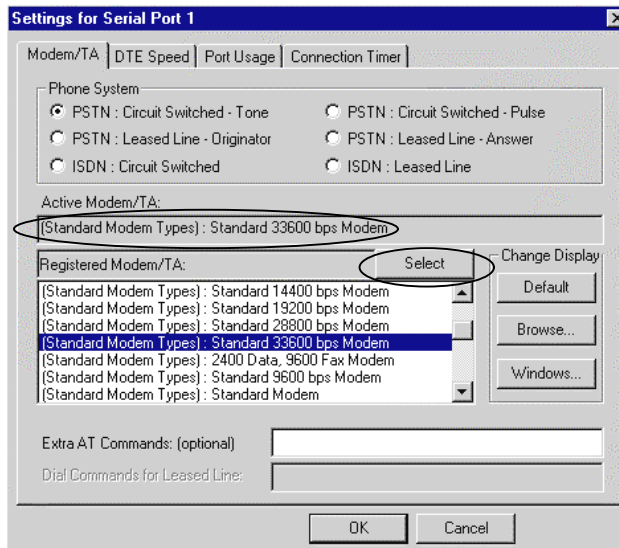 Settings for Serial Port 1
Modem/TA DTE Speed Port Usage Connection Timer
Phone System
PSTN : Circuit Switched - Tone PSTN : Circuit Switched - Pulse
PSTN : Leased Line - Originator PSTN : Leased Line - Answer
ISDN : Circuit Switched ISDN : Leased Line
Active Modem/TA:
(Standard Modem Types) : Standard 33600 bps Modem
Registered Modem/TA: Select Change Display
(Standard Modem Types) : Standard 14400 bps Modem Default
(Standard Modem Types) : Standard 19200 bps Modem
(Standard Modem Types) : Standard 28800 bps Modem Browse...
(Standard Modem Types) : Standard 33600 bps Modem
(Standard Modem Types) : 2400 Data, 9600 Fax Modem
(Standard Modem Types) : Standard 9600 bps Modem Windows...
(Standard Modem Types) : Standard Modem
Extra AT Commands: (optional)
Dial Commands for Leased Line:
OK Cancel